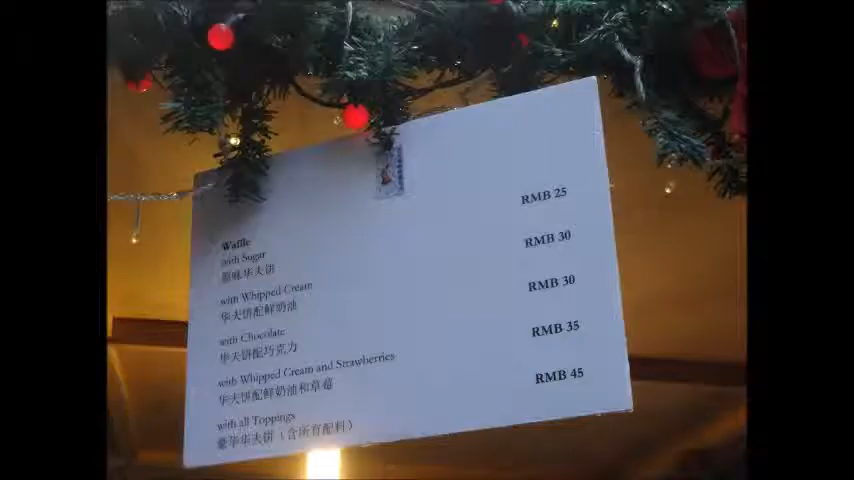 Waffle
with Sugar RMB 25
原味华夫饼
with Whipped Cream RMB 30
华夫饼配鲜奶油
with Chocolate RMB 30
华夫饼配巧克力
with Whipped Cream and Strawberries RMB 35
华夫饼配鲜奶油和草莓
with all Toppings RMB 45
豪华华夫饼（含所有配料）